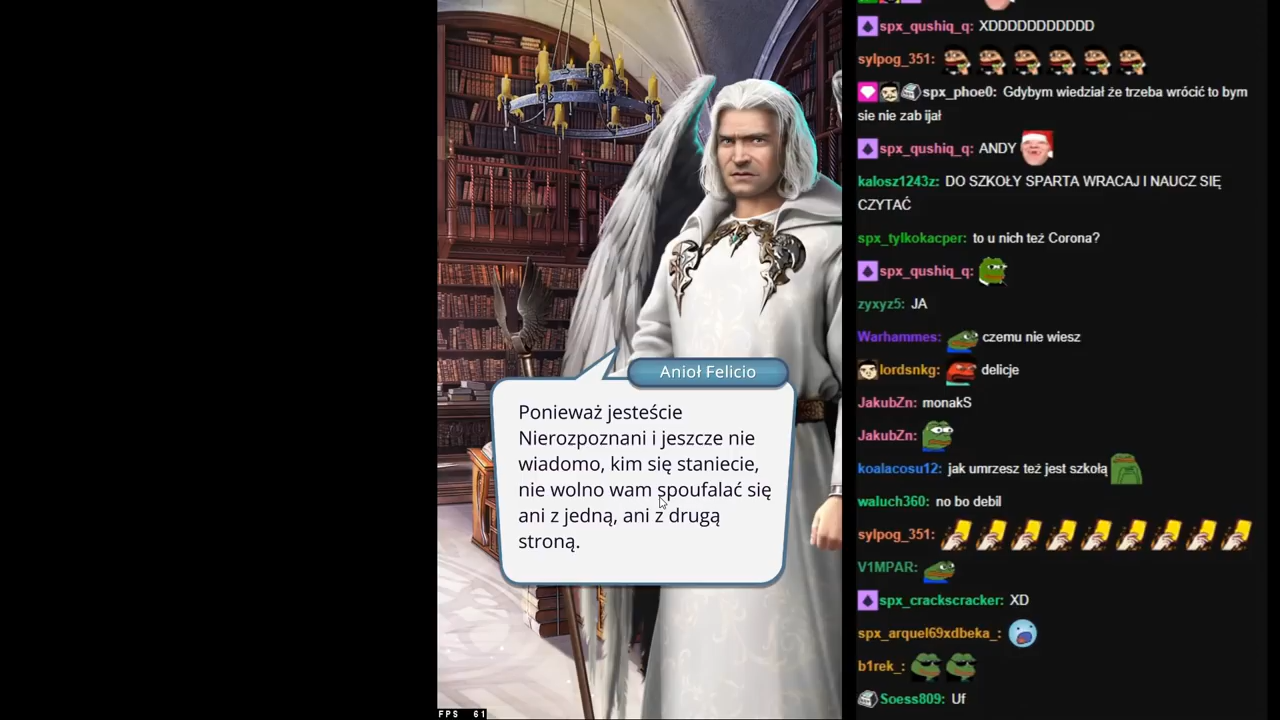 Anioł Felicio
Ponieważ jesteście
Nierozpoznani i jeszcze nie
wiadomo, kim się staniecie,
nie wolno wam spoufalać się
ani z jedną, ani z drugą
stroną.
FPS 61
spx_qushiq_q: XDDDDDDDDDDD
sylpog_351:
spx_phoe0: Gdybym wiedział że trzeba wrócić to bym
sie nie zab ijał
spx_qushiq_q: ANDY
kalosz1243z: DO SZKOŁY SPARTA WRACAJ I NAUCZ SIĘ
CZYTAĆ
spx_tylkokacper: to u nich też Corona?
spx_qushiq_q:
zyxyz5: JA
Warhammes: czemu nie wiesz
lordsnkg: delicje
JakubZn: monakS
JakubZn:
koalacosu12: jak umrzesz też jest szkołą
waluch360: no bo debil
sylpog_351:
V1MPAR:
spx_crackscracker: XD
spx_arquel69xdbeka_:
b1rek_:
Soess809: Uf